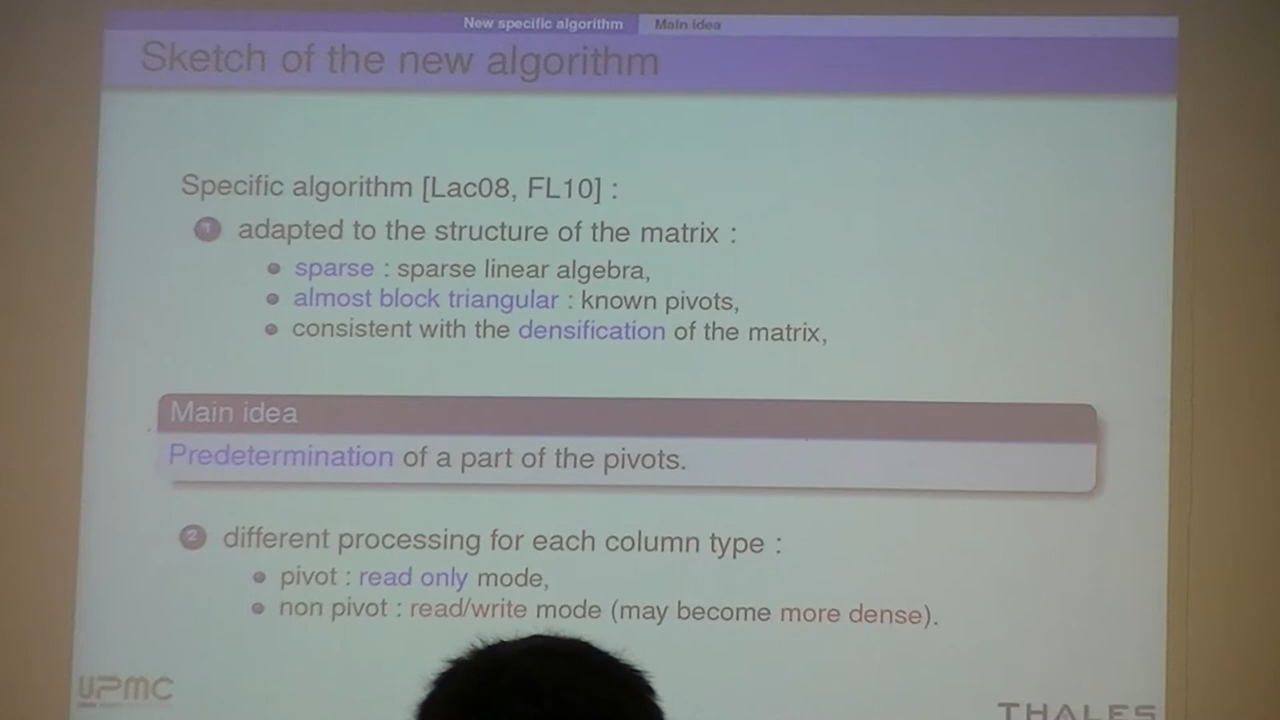 New specific algorithm Main idea
Sketch of the new algorithm
Specific algorithm [Lac08, FL10] :
1 adapted to the structure of the matrix :
sparse : sparse linear algebra,
almost block triangular : known pivots,
consistent with the densification of the matrix,
Main idea
Predetermination of a part of the pivots.
2 different processing for each column type :
pivot : read only mode,
non pivot : read/write mode (may become more dense).
UPMC
THALES